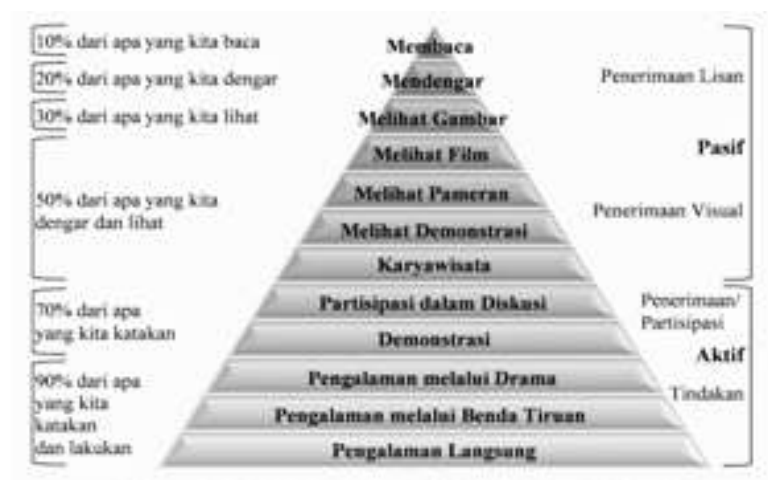 10% dari apa yang kita baca
20% dari apa yang kita dengar
30% dari apa yang kita lihat
50% dari apa yang kita
dengar dan lihat
70% dari apa
yang kita katakan
90% dari apa
yang kita
katakan
dan lakukan
Membaca
Mendengar
Melihat Gambar
Melihat Film
Melihat Pameran
Melihat Demonstrasi
Karyawisata
Partisipasi dalam Diskusi
Demonstrasi
Pengalaman melalui Drama
Pengalaman melalui Benda Tiruan
Pengalaman Langsung
Penerimaan Lisan
Pasif
Penerimaan Visual
Penerimaan/
Partisipasi
Aktif
Tindakan